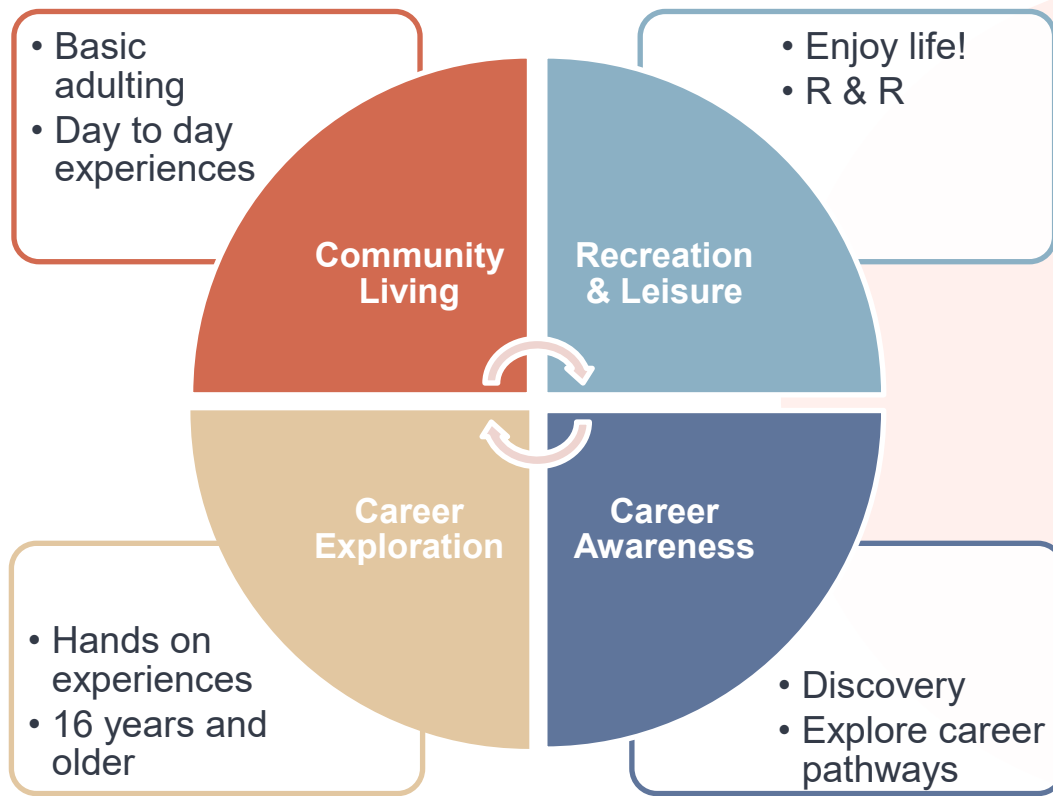 • Basic
adulting
• Day to day
experiences
• Enjoy life!
• R & R
Community
Living
Recreation
& Leisure
Career
Exploration
Career
Awareness
• Hands on
experiences
• 16 years and
older
• Discovery
• Explore career
pathways